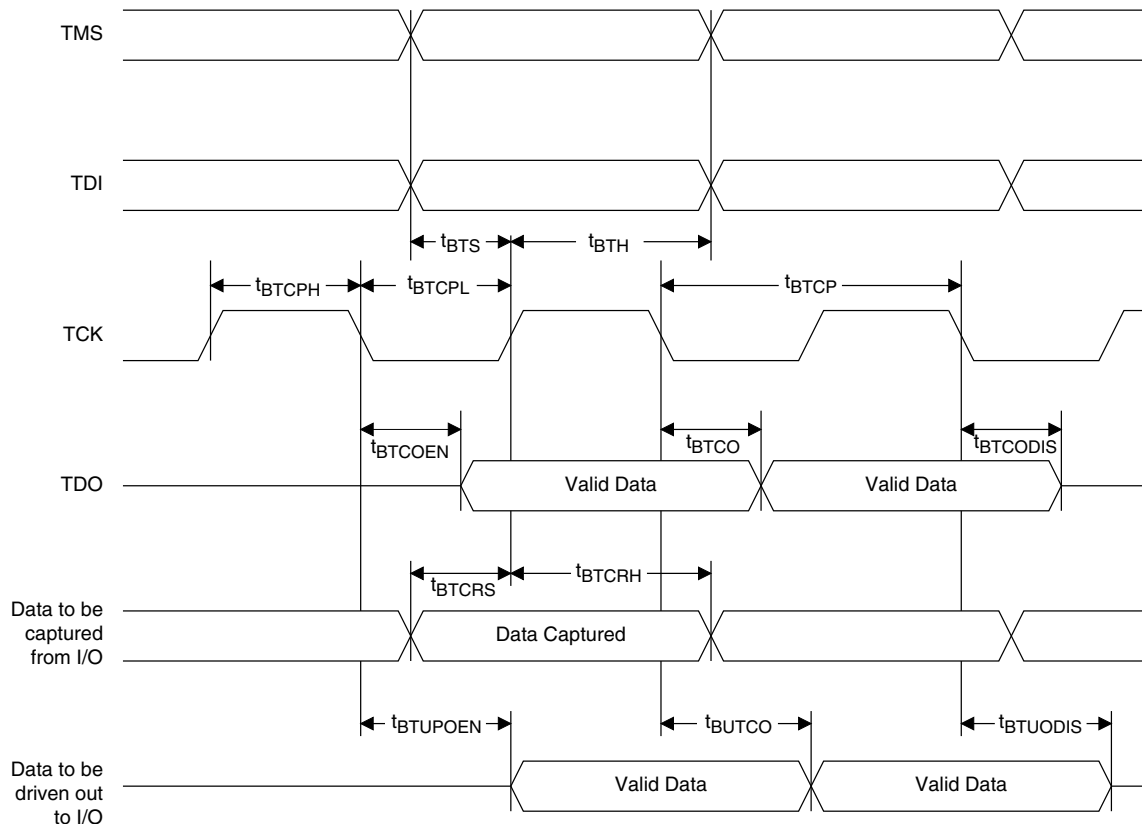 TMS
TDI
tBTS
tBTH
tBTCPH
tBTCPL
tBTCP
TCK
tBTCOEN
tBTCO
tBTCODIS
TDO
Valid Data
Valid Data
tBTCRS
tBTCRH
Data to be
captured
from I/O
Data Captured
tBTUPOEN
tBUTCO
tBTUODIS
Data to be
driven out
to I/O
Valid Data
Valid Data